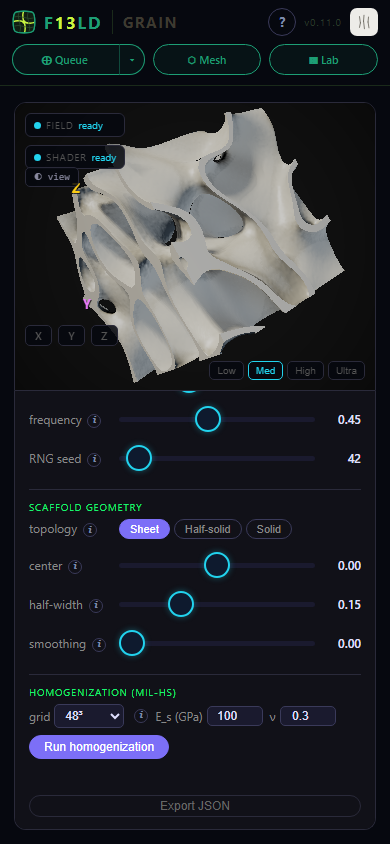 F13LD GRAIN ? v0.11.0
Queue Mesh Lab
FIELD ready
SHADER ready
view
Z
Y
X Y Z
Low Med High Ultra
frequency i 0.45
RNG seed i 42
SCAFFOLD GEOMETRY
topology i Sheet Half-solid Solid
center i 0.00
half-width i 0.15
smoothing i 0.00
HOMOGENIZATION (MIL-HS)
grid 48³ i E_s (GPa) 100 ν 0.3
Run homogenization
Export JSON